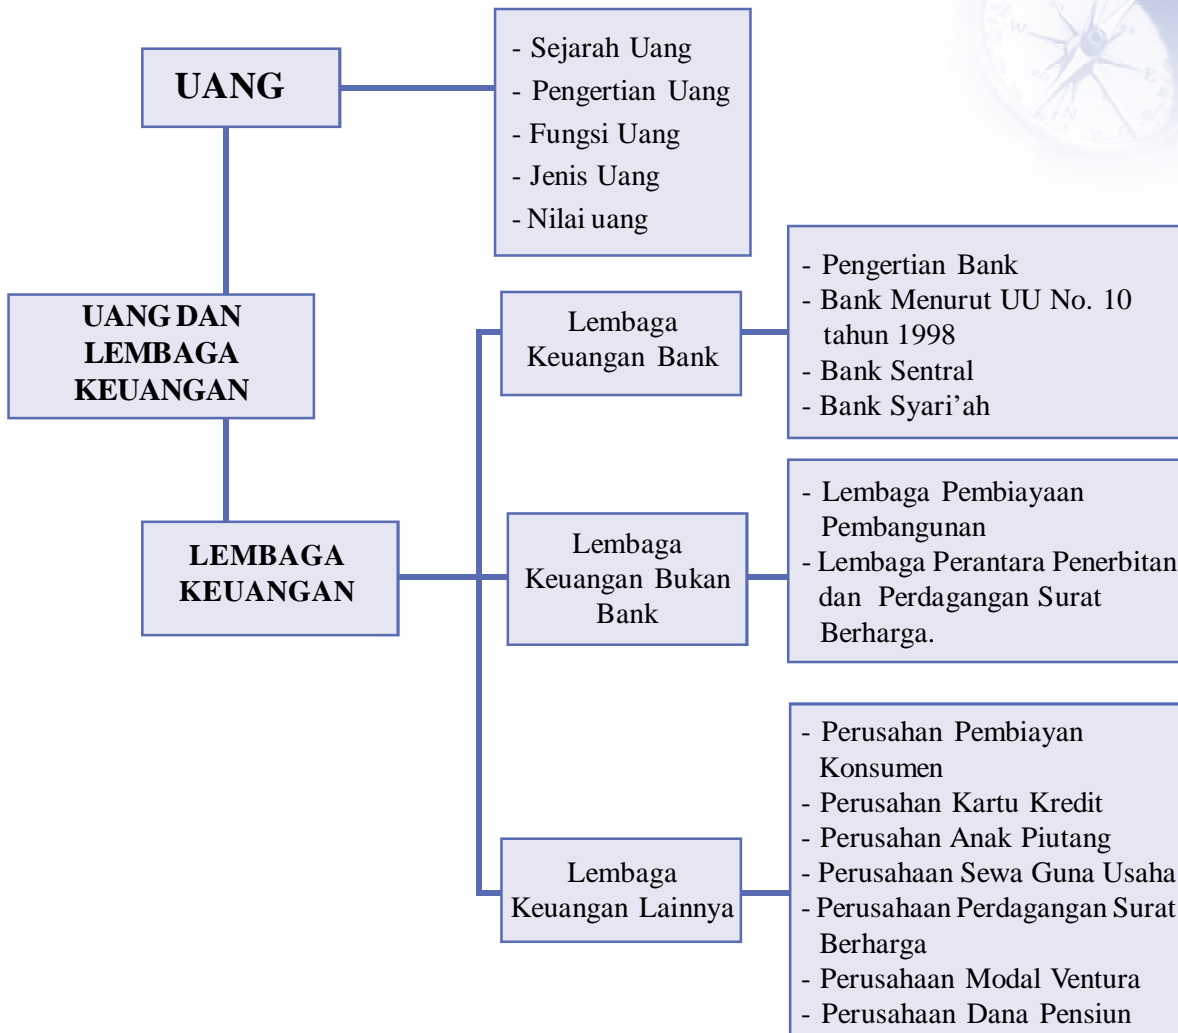 UANG
- Sejarah Uang
- Pengertian Uang
- Fungsi Uang
- Jenis Uang
- Nilai uang
UANG DAN
LEMBAGA
KEUANGAN
LEMBAGA
KEUANGAN
Lembaga
Keuangan Bank
- Pengertian Bank
- Bank Menurut UU No. 10
tahun 1998
- Bank Sentral
- Bank Syari’ah
Lembaga
Keuangan Bukan
Bank
- Lembaga Pembiayaan
Pembangunan
- Lembaga Perantara Penerbitan
dan Perdagangan Surat
Berharga.
Lembaga
Keuangan Lainnya
- Perusahan Pembiayan
Konsumen
- Perusahan Kartu Kredit
- Perusahan Anak Piutang
- Perusahaan Sewa Guna Usaha
- Perusahaan Perdagangan Surat
Berharga
- Perusahaan Modal Ventura
- Perusahaan Dana Pensiun